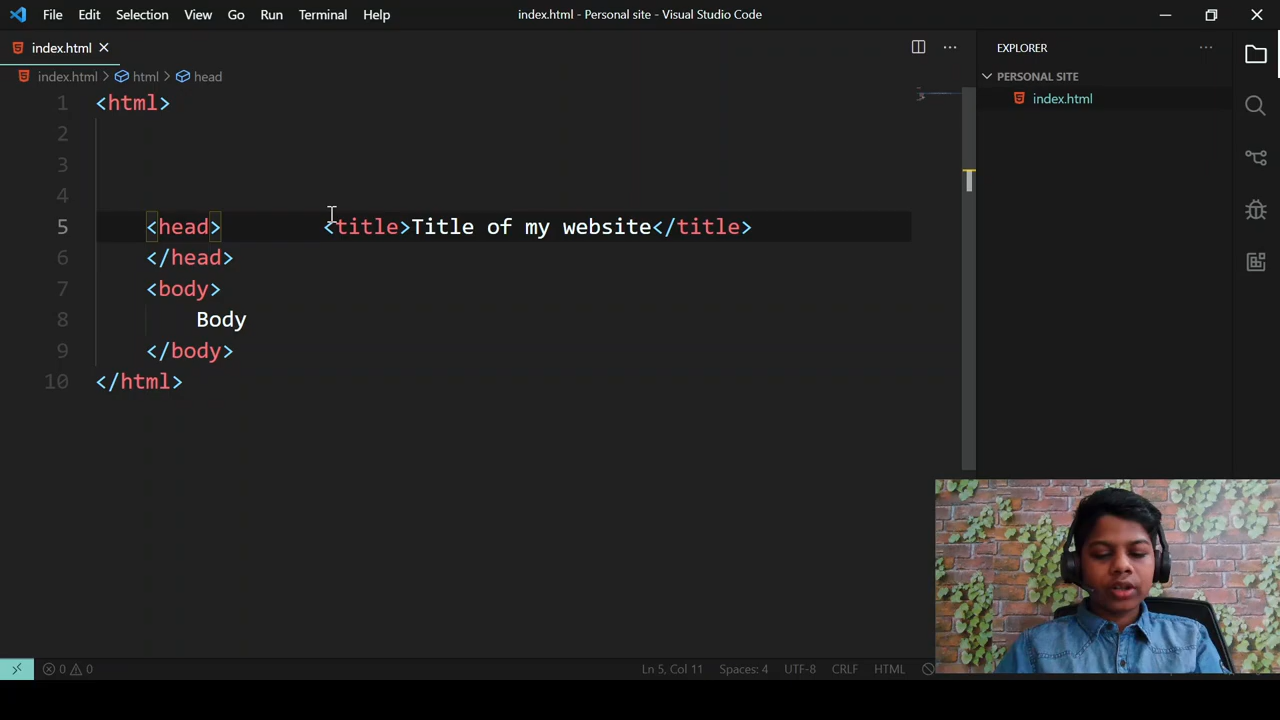 File Edit Selection View Go Run Terminal Help index.html - Personal site - Visual Studio Code
index.html
index.html > html > head
1 <html>
2
3
4
5 <head> <title>Title of my website</title>
6 </head>
7 <body>
8 Body
9 </body>
10 </html>
EXPLORER
PERSONAL SITE
index.html
0 0 Ln 5, Col 11 Spaces: 4 UTF-8 CRLF HTML